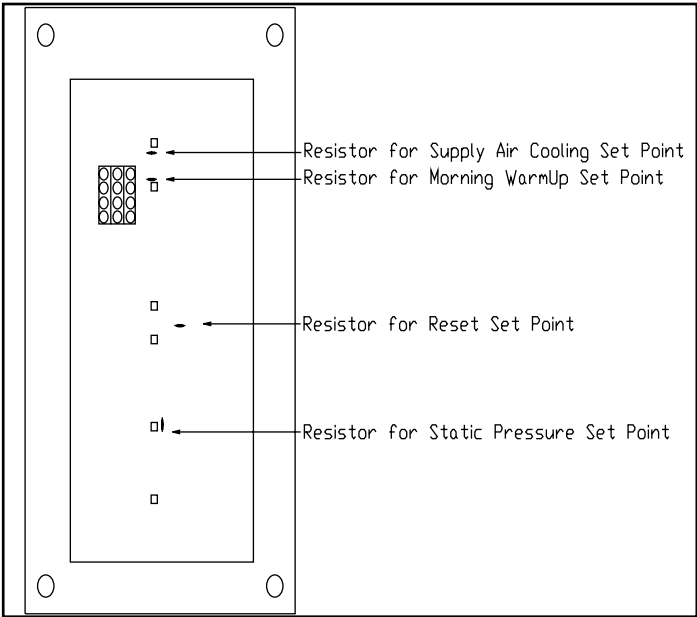 Resistor for Supply Air Cooling Set Point
Resistor for Morning WarmUp Set Point
Resistor for Reset Set Point
Resistor for Static Pressure Set Point